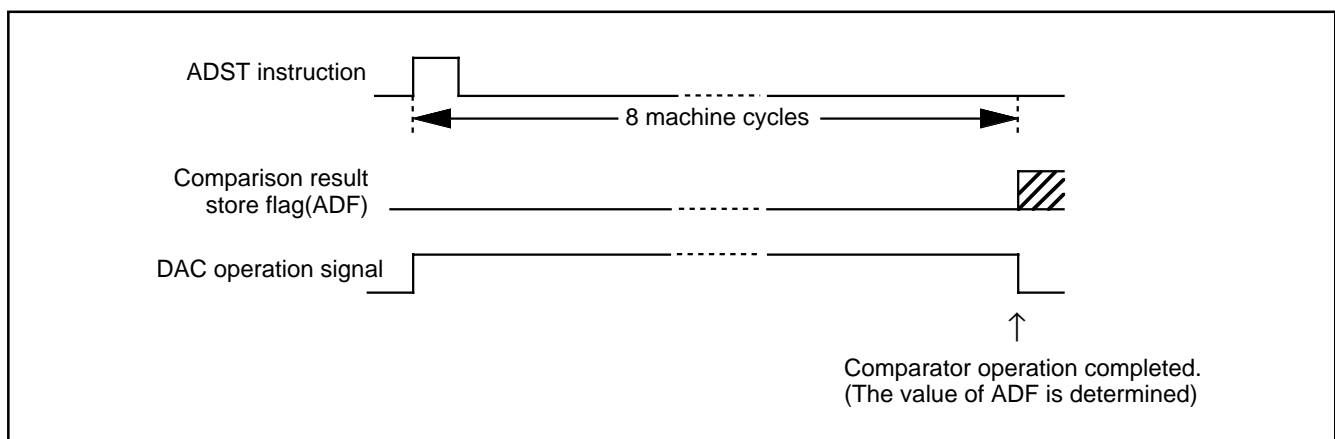 ADST instruction
8 machine cycles
Comparison result
store flag(ADF)
DAC operation signal
Comparator operation completed.
(The value of ADF is determined)